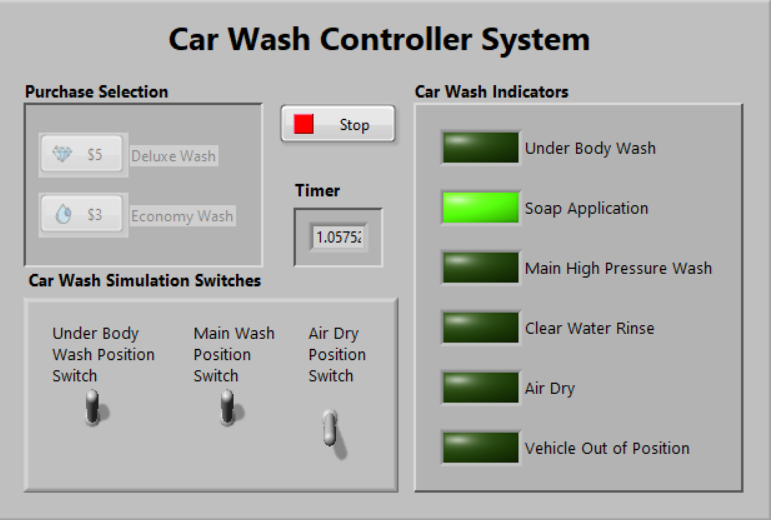 Car Wash Controller System
Purchase Selection
$5
Deluxe Wash
$3
Economy Wash
Stop
Timer
1.0575
Car Wash Simulation Switches
Under Body
Wash Position
Switch
Main Wash
Position
Switch
Air Dry
Position
Switch
Car Wash Indicators
Under Body Wash
Soap Application
Main High Pressure Wash
Clear Water Rinse
Air Dry
Vehicle Out of Position